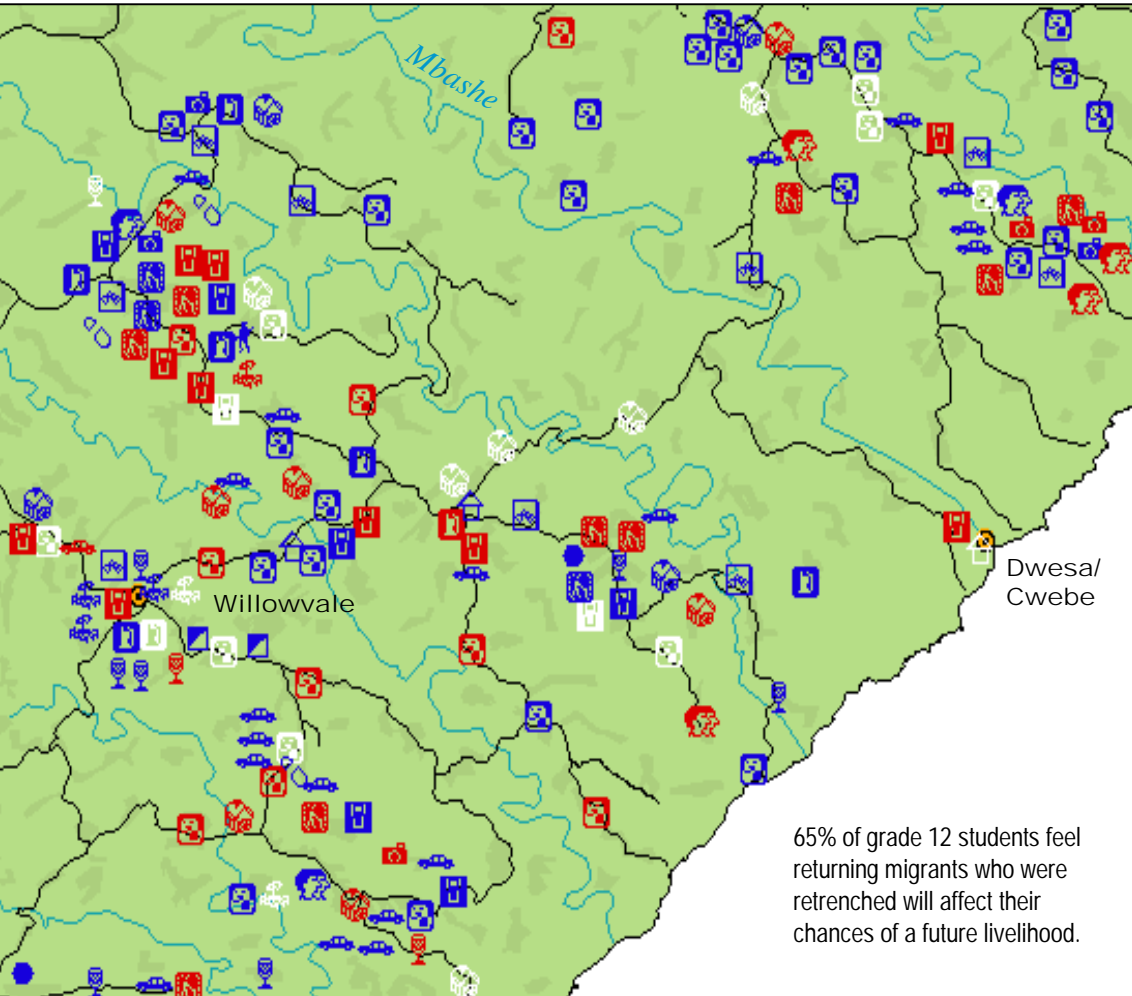 Mbashe
Willowvale
Dwesa/
Cwebe
65% of grade 12 students feel
returning migrants who were
retrenched will affect their
chances of a future livelihood.